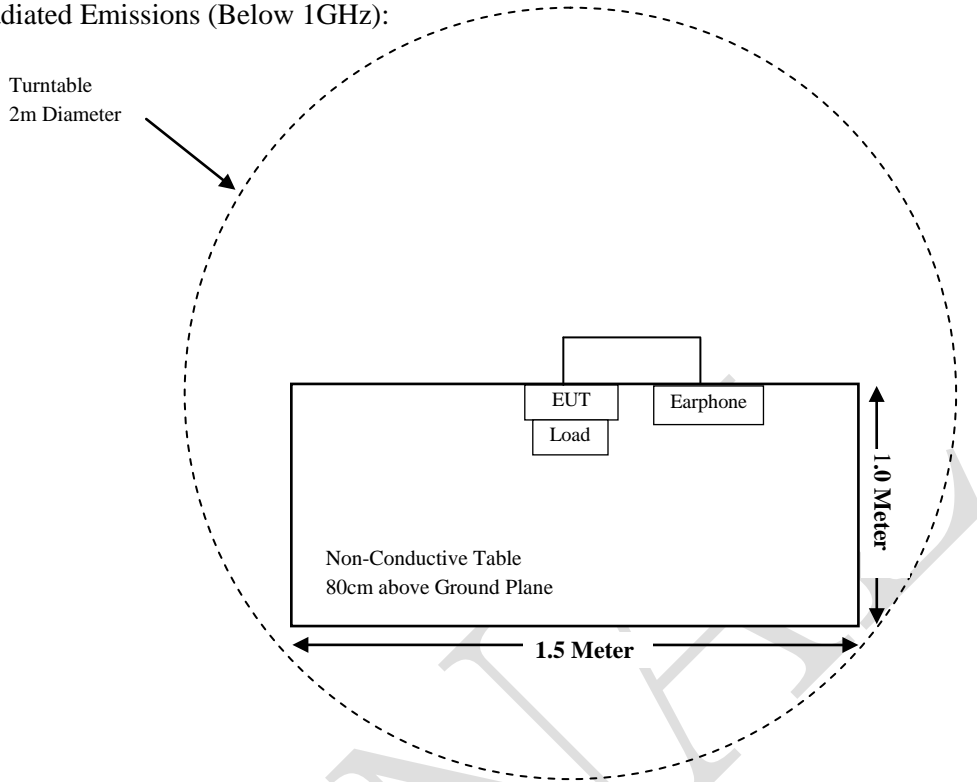 diated Emissions (Below 1GHz):
Turntable
2m Diameter
EUT
Earphone
Load
1.0 Meter
Non-Conductive Table
80cm above Ground Plane
1.5 Meter